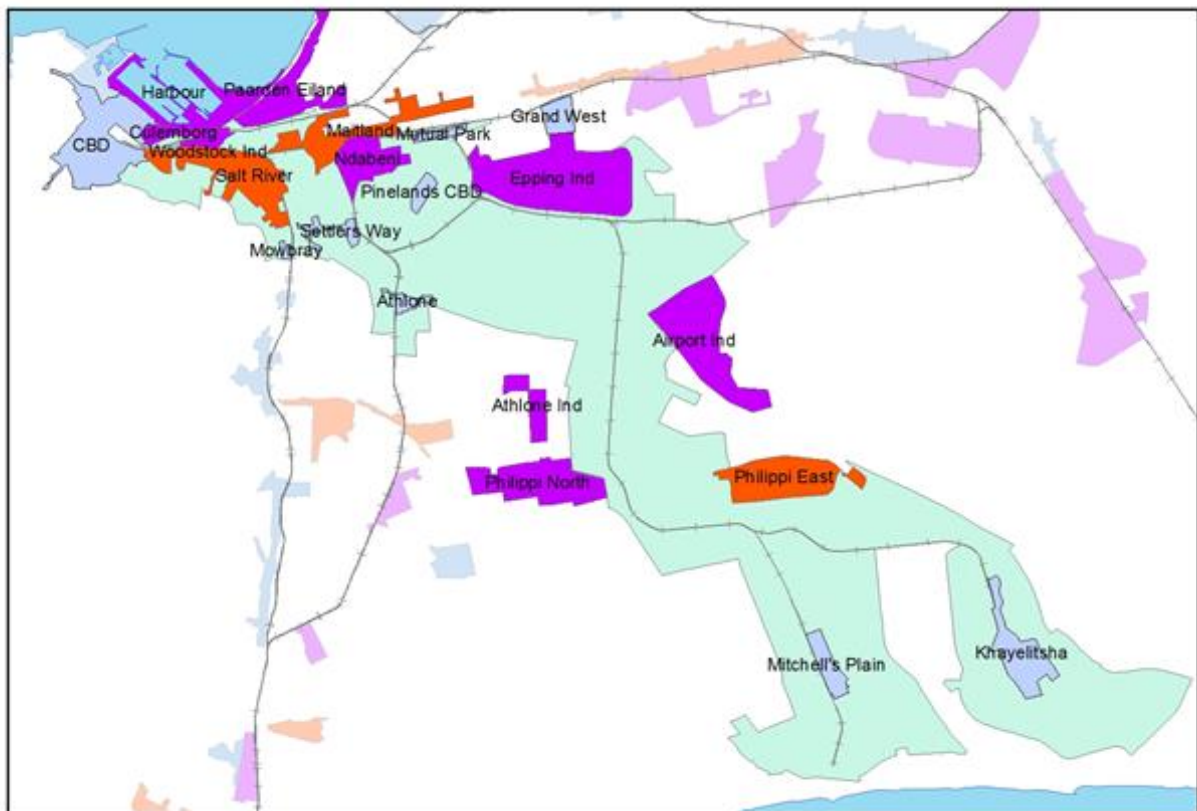 Harbour
Paarden Eiland
Grand West
Culemborg
Maitland
Mutual Park
CBD
Woodstock Ind
Ndabeni
Salt River
Epping Ind
Pinelands CBD
Settlers Way
Mowbray
Athlone
Airport Ind
Athlone Ind
Philippi North
Philippi East
Mitchell's Plain
Khayelitsha